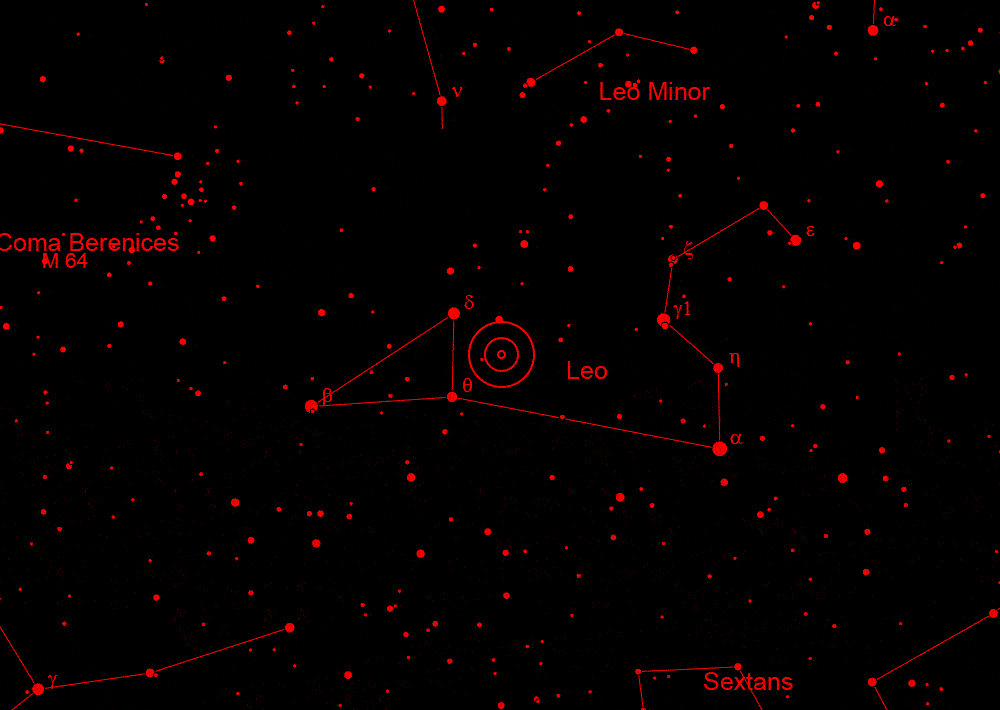 α
ν
Leo Minor
ε
Coma Berenices
ζ
M 64
δ
γ1
η
Leo
θ
β
α
γ
Sextans